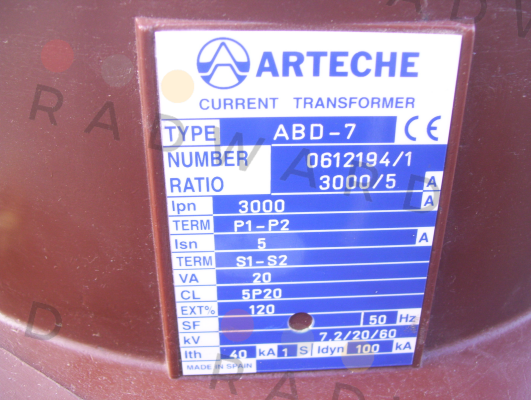 ARTECHE
CURRENT TRANSFORMER
TYPE ABD-7 CE
NUMBER 0612194/1
RATIO 3000/5 A
Ipn 3000 A
TERM P1-P2
Isn 5 A
TERM S1-S2
VA 20
CL 5P20
EXT% 120
SF 50 Hz
kV 7,2/20/60
Ith 40 kA 1 S Idyn 100 kA
MADE IN SPAIN
RADWARD
RADWARD